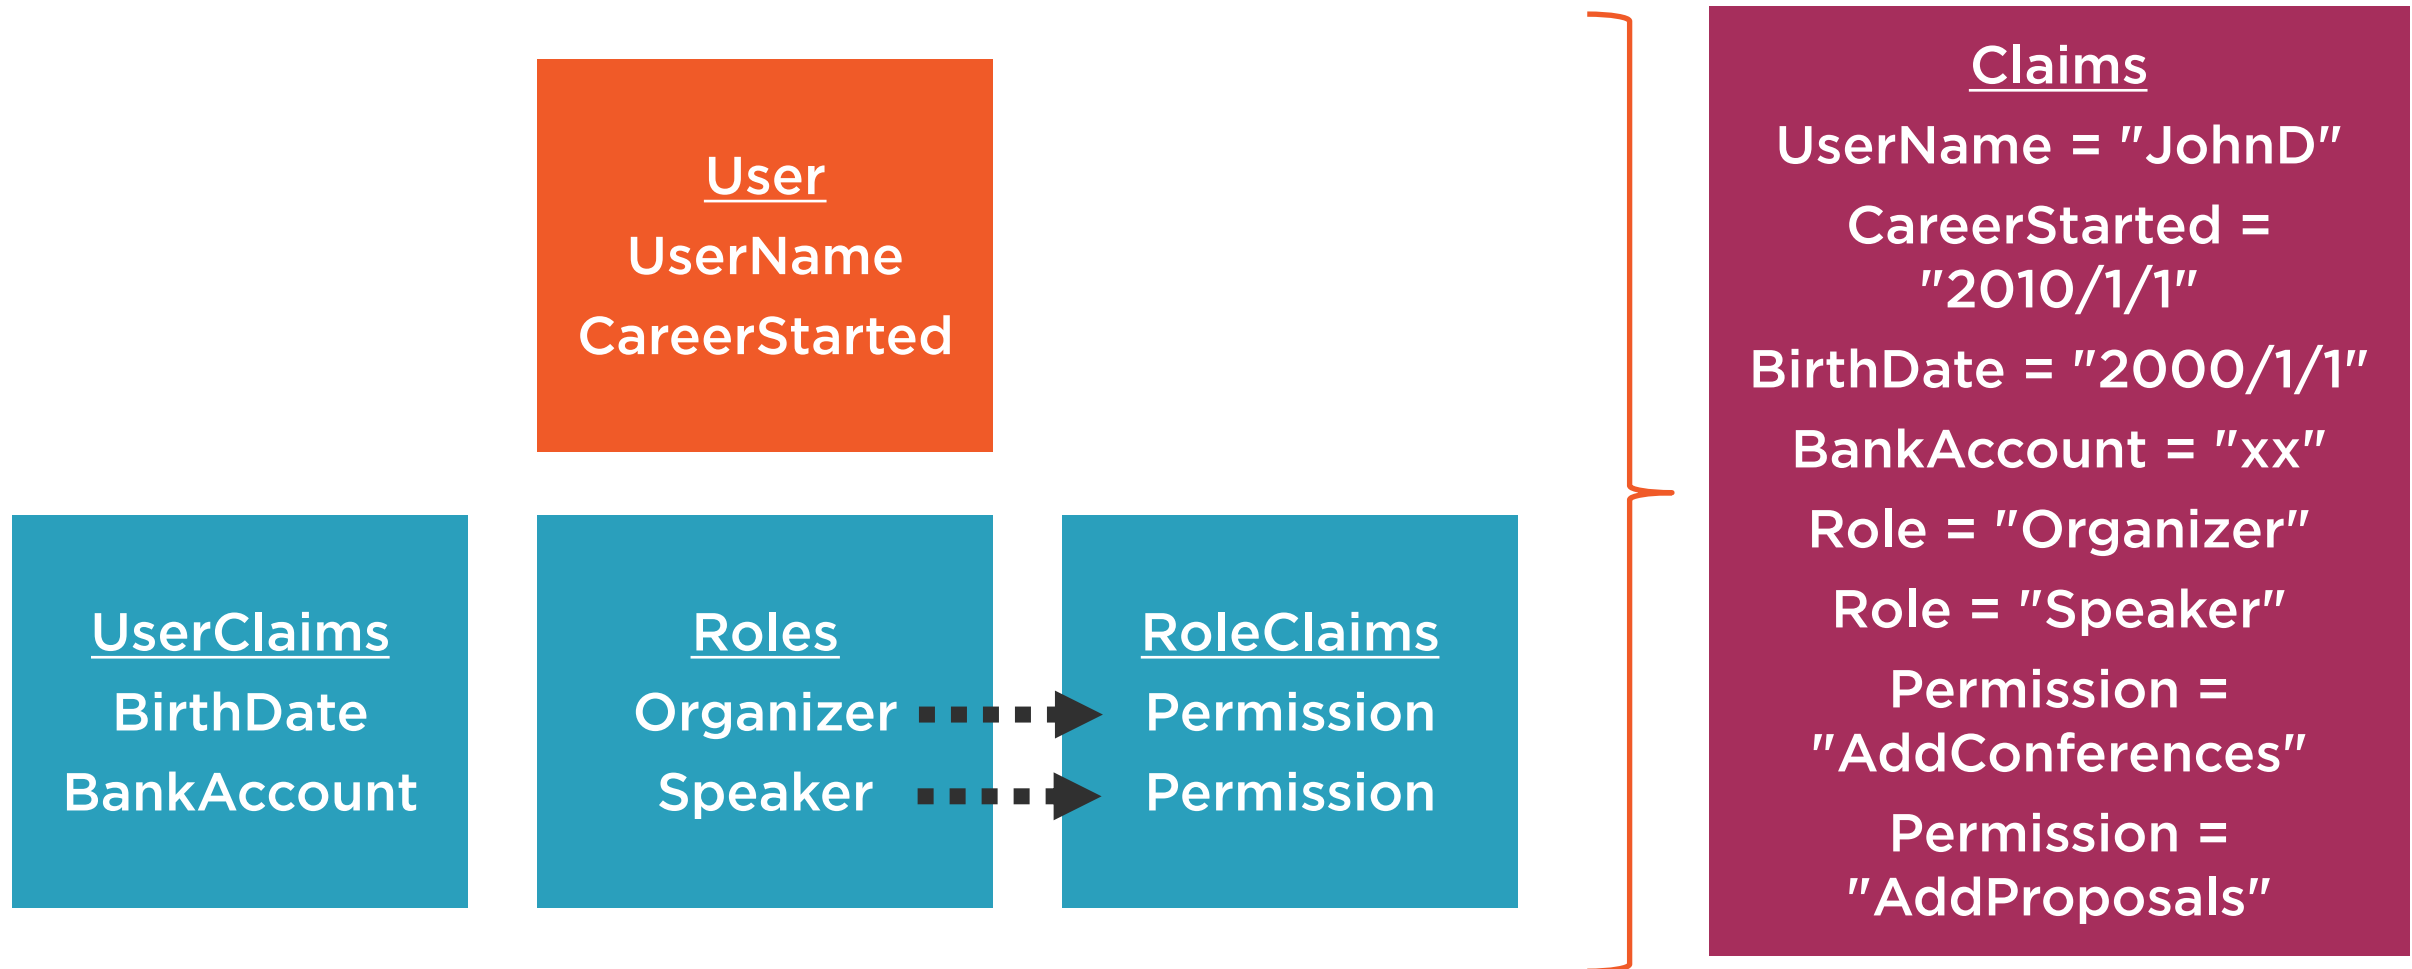 User
UserName
CareerStarted
UserClaims
BirthDate
BankAccount
Roles
Organizer
Speaker
RoleClaims
Permission
Permission
Claims
UserName = "JohnD"
CareerStarted =
"2010/1/1"
BirthDate = "2000/1/1"
BankAccount = "xx"
Role = "Organizer"
Role = "Speaker"
Permission =
"AddConferences"
Permission =
"AddProposals"